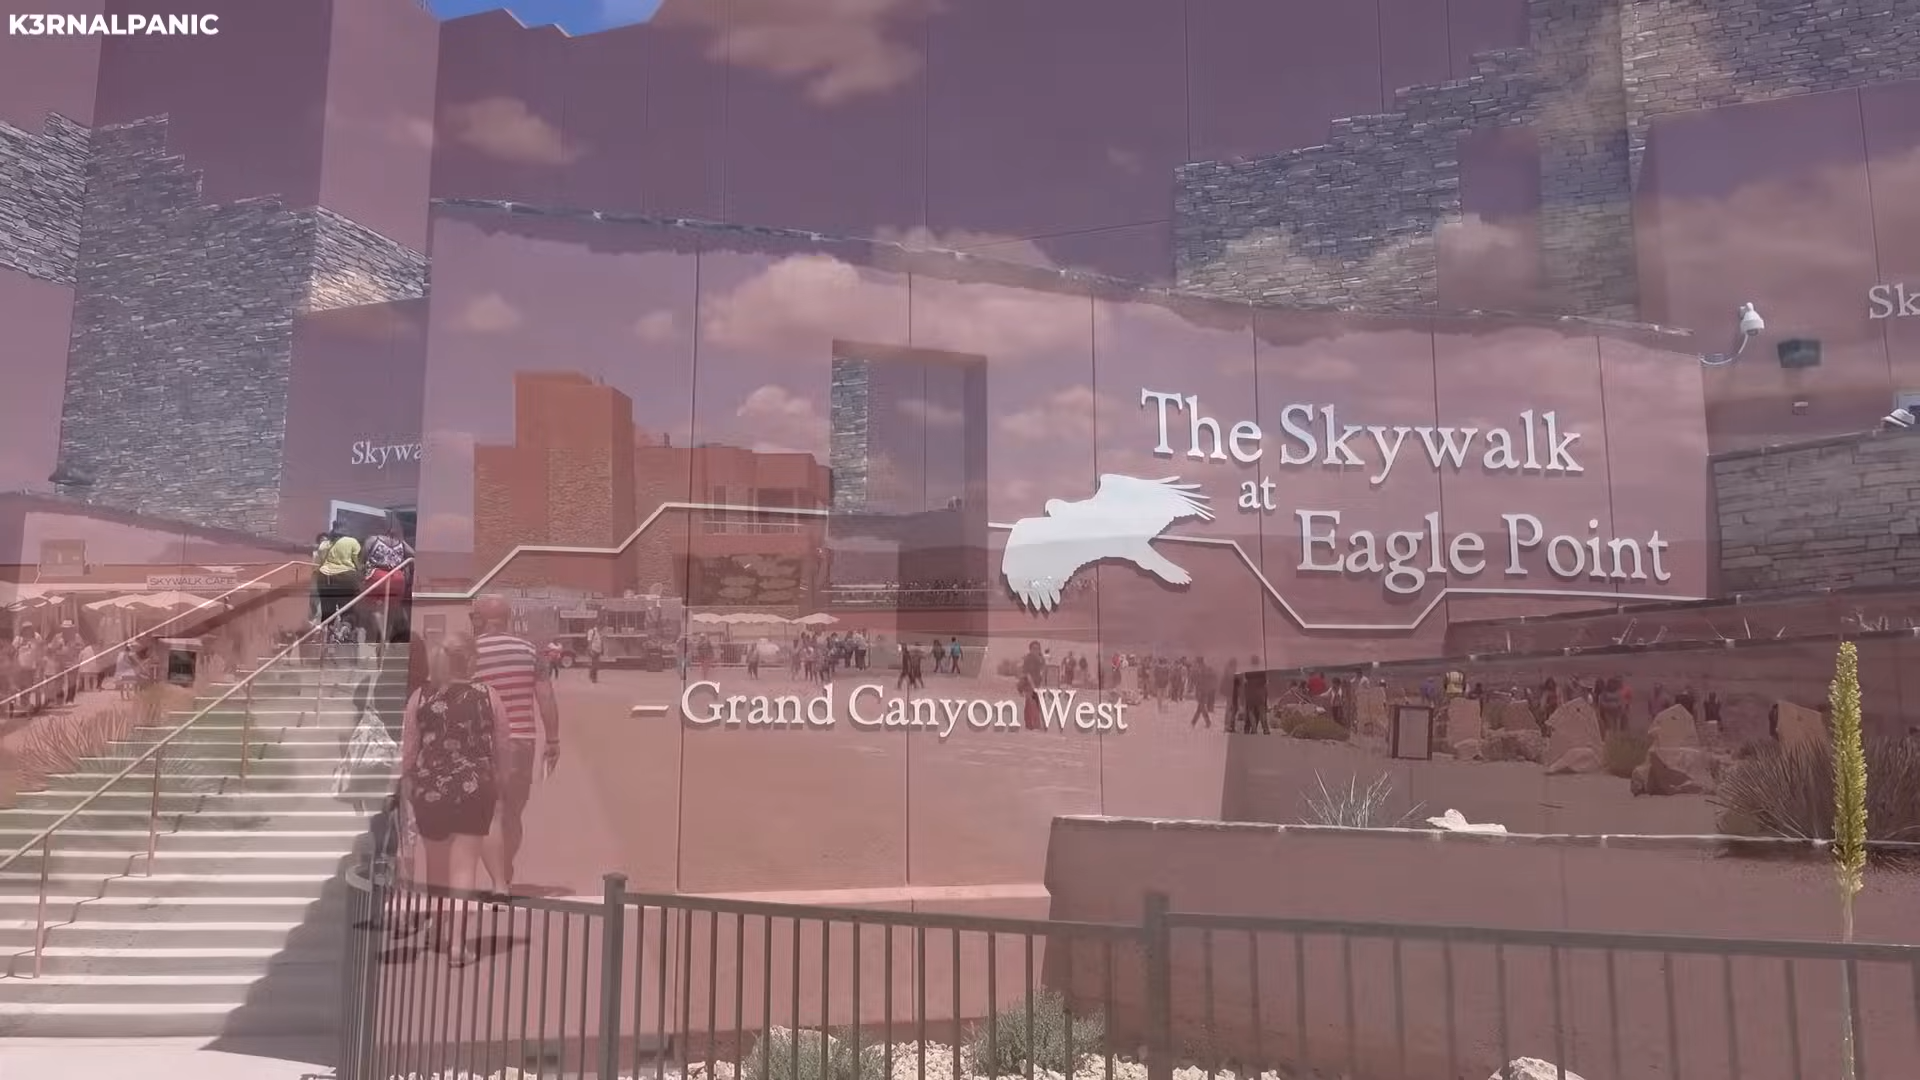 K3RNALPANIC
Sk
The Skywalk
at
Eagle Point
Skywa
SKYWALK CAFE
– Grand Canyon West